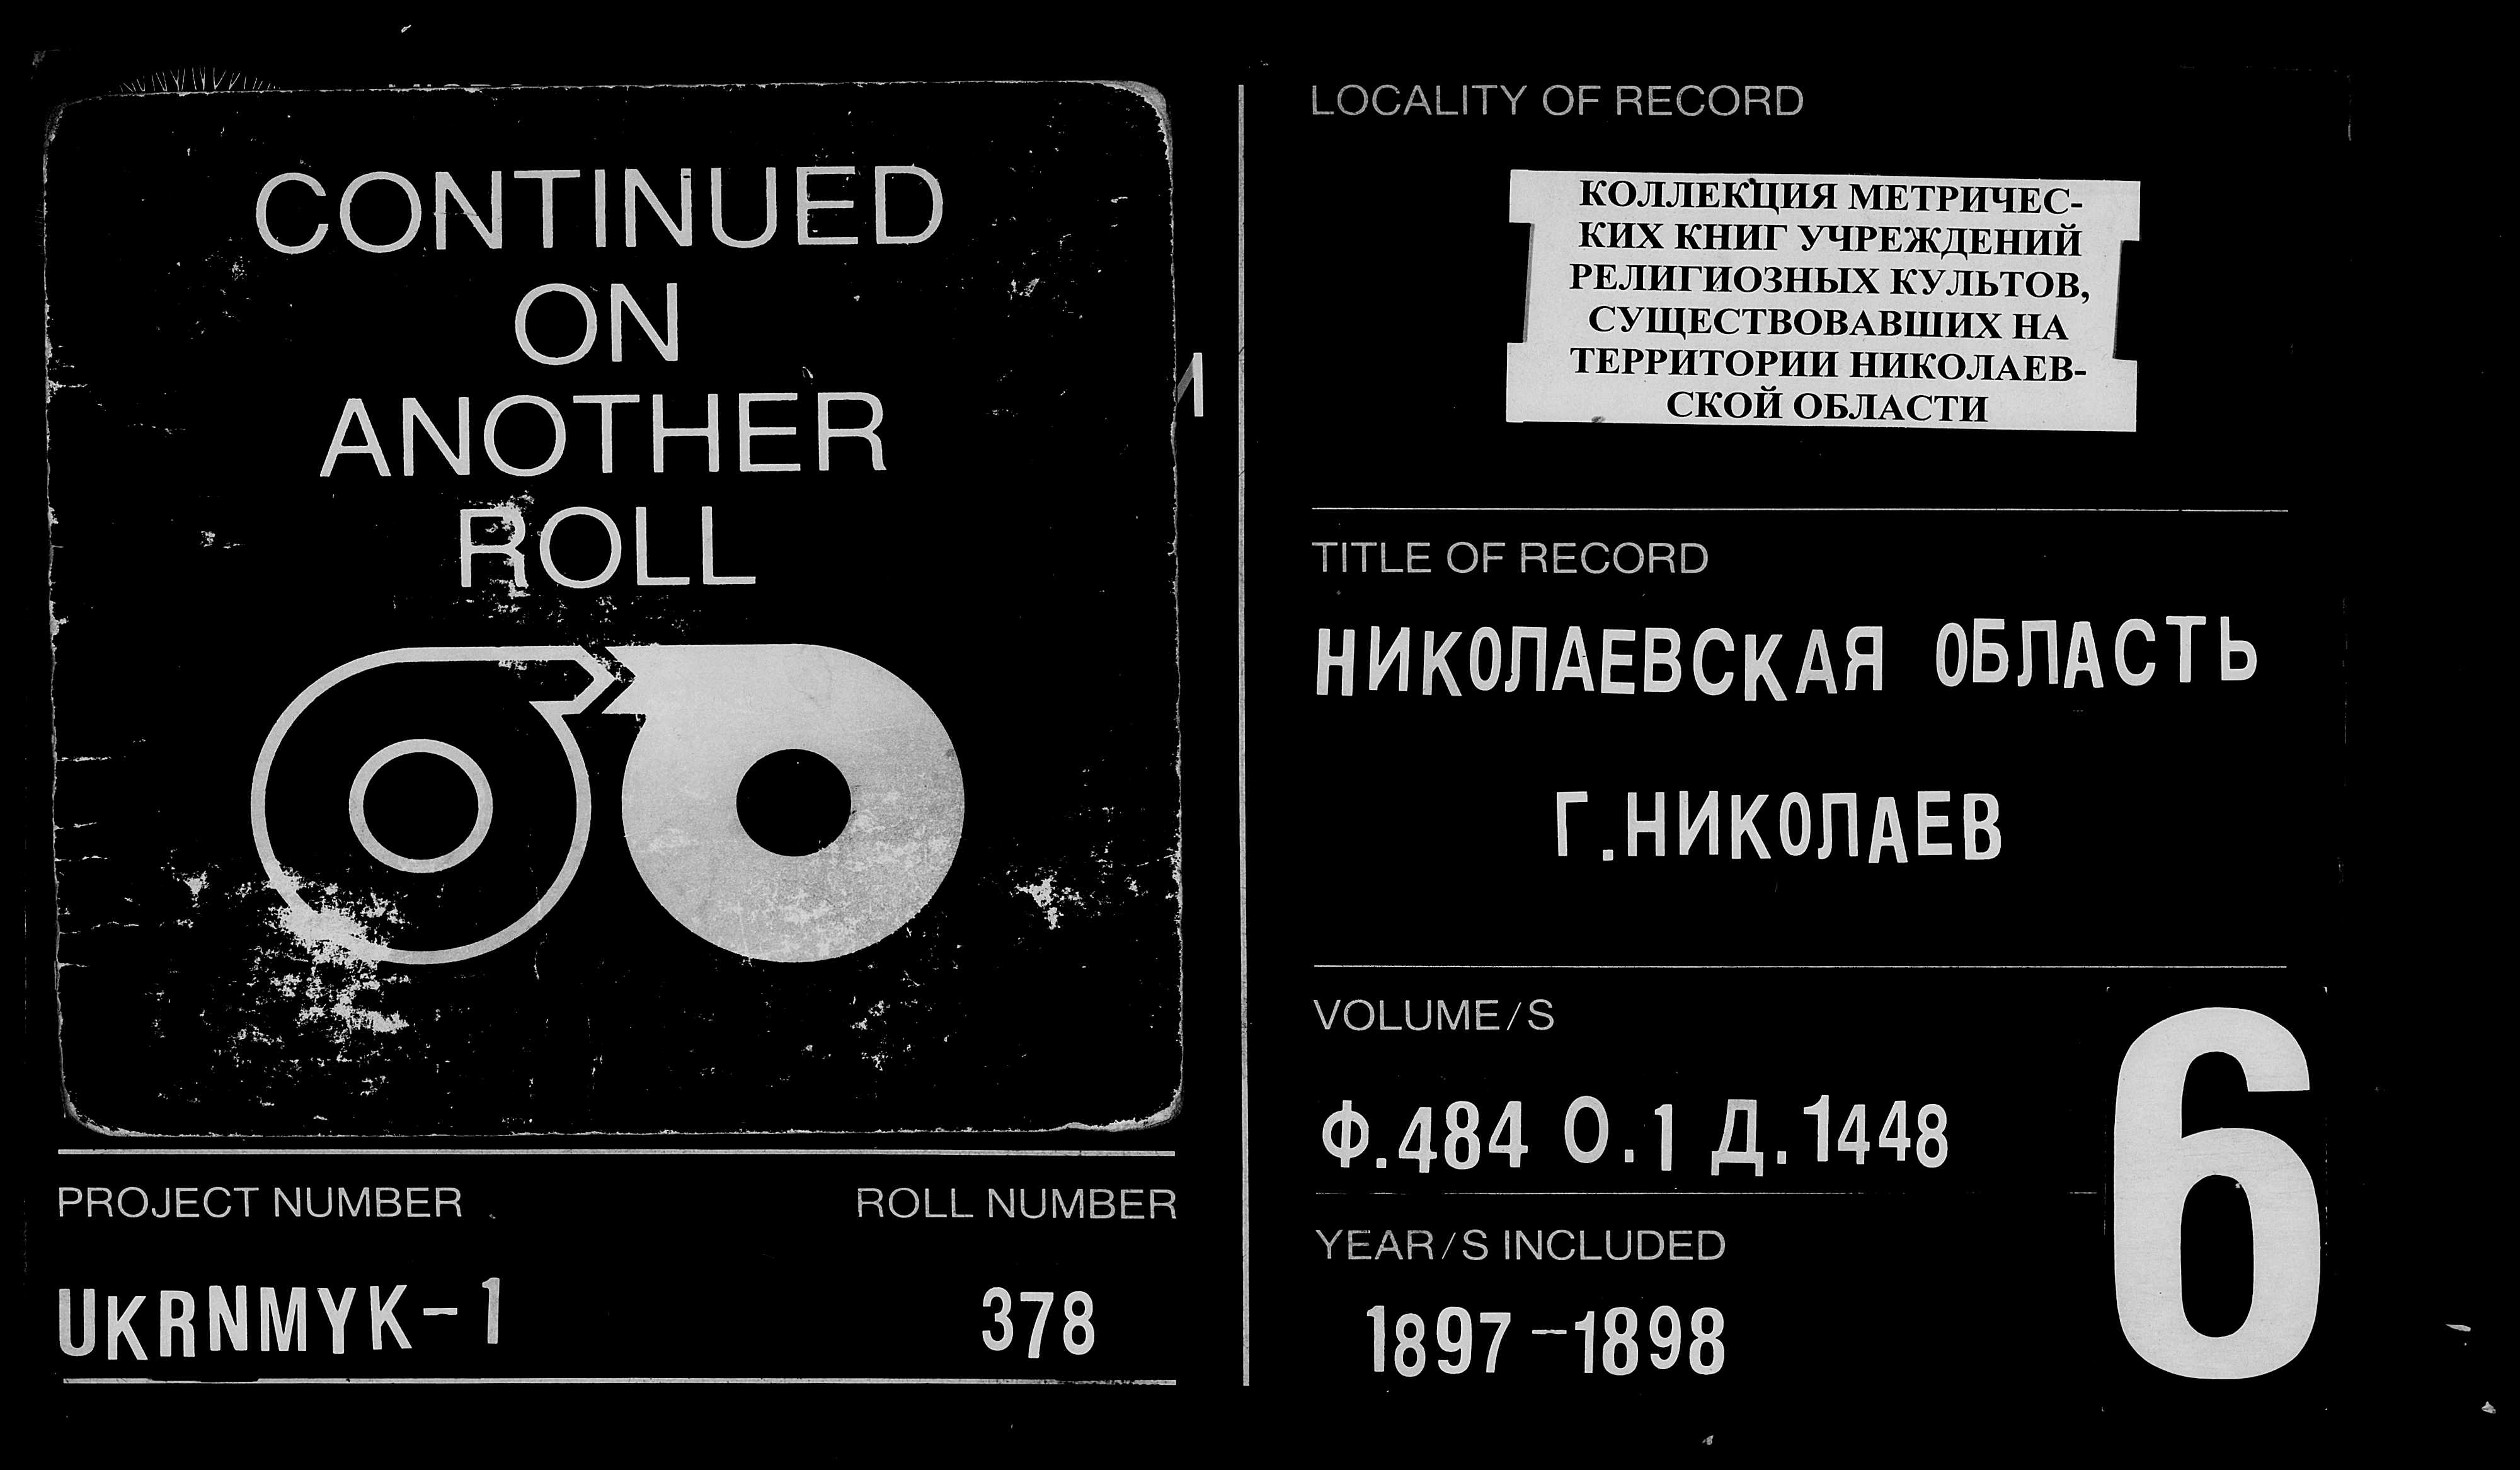 CONTINUED
ON
ANOTHER
ROLL
PROJECT NUMBER
ROLL NUMBER
UKRNMYK-1
378
LOCALITY OF RECORD
КОЛЛЕКЦИЯ МЕТРИЧЕС-
КИХ КНИГ УЧРЕЖДЕНИЙ
РЕЛИГИОЗНЫХ КУЛЬТОВ,
СУЩЕСТВОВАВШИХ НА
ТЕРРИТОРИИ НИКОЛАЕВ-
СКОЙ ОБЛАСТИ
TITLE OF RECORD
НИКОЛАЕВСКАЯ ОБЛАСТЬ
Г.НИКОЛАЕВ
VOLUME/S
Ф.484 О.1 Д.1448
6
YEAR/S INCLUDED
1897-1898